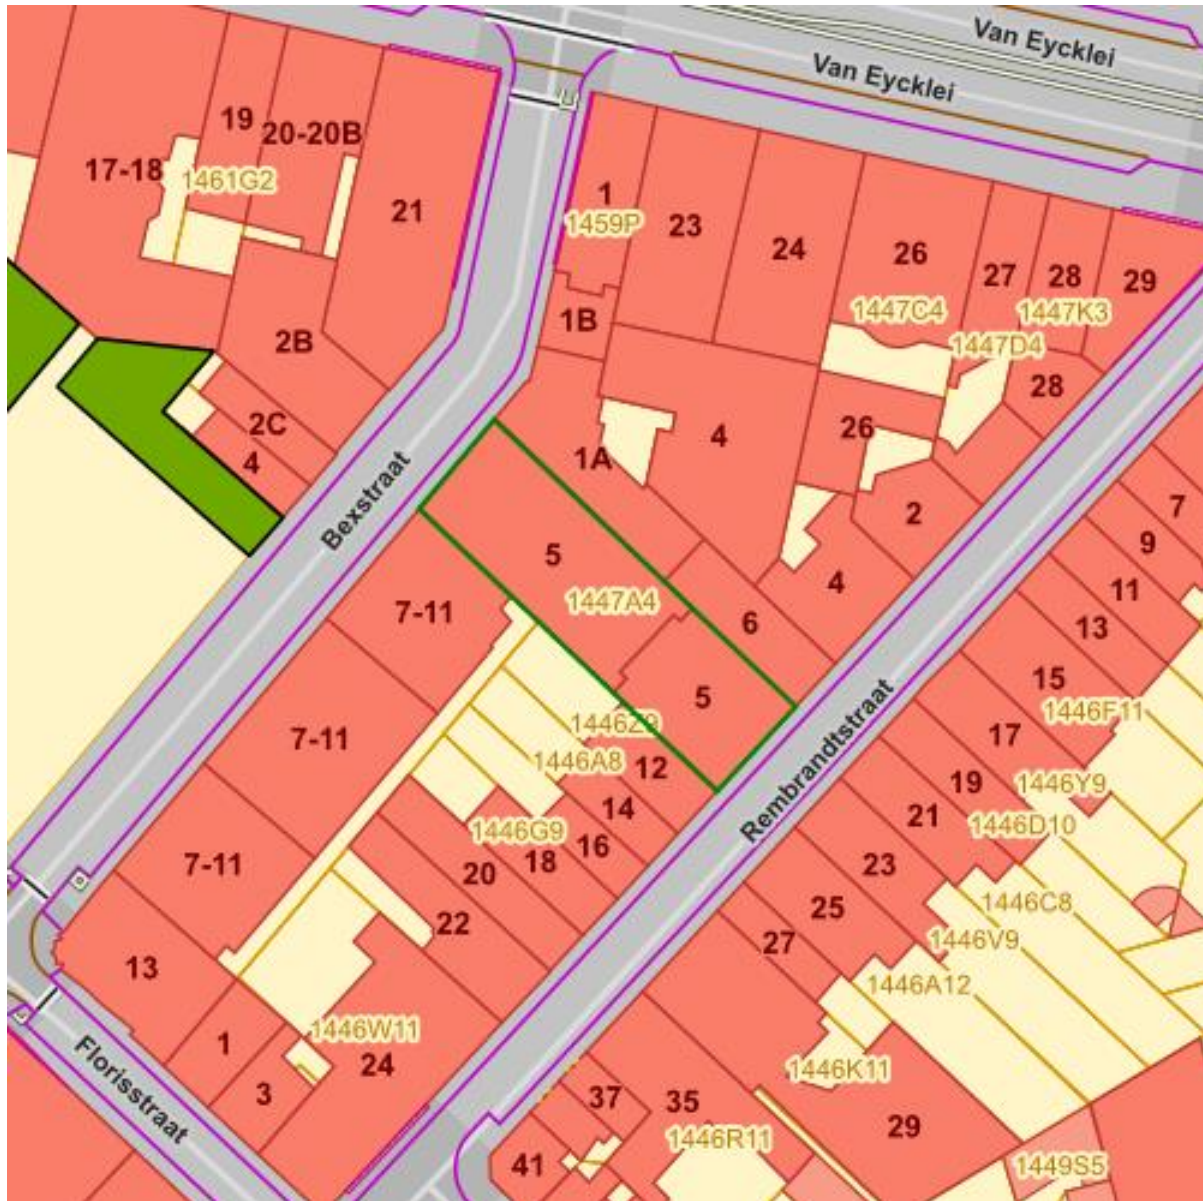 Van Eycklei
Van Eycklei
19
20-20B
17-18
1461G2
21
1
1459P
23
24
26
27
28
29
1447C4
1447K3
1447D4
1B
2B
28
2C
4
1A
4
26
2
7
9
Bexstraat
5
1447A4
4
11
7-11
6
13
15
5
1446F11
1446Z9
Rembrandtstraat
17
7-11
1446A8
12
19
1446Y9
14
21
1446D10
1446G9
16
18
23
7-11
20
1446C8
25
22
27
1446V9
13
1446A12
1446W11
1
24
Florisstraat
1446K11
3
37
35
29
1446R11
41
1449S5